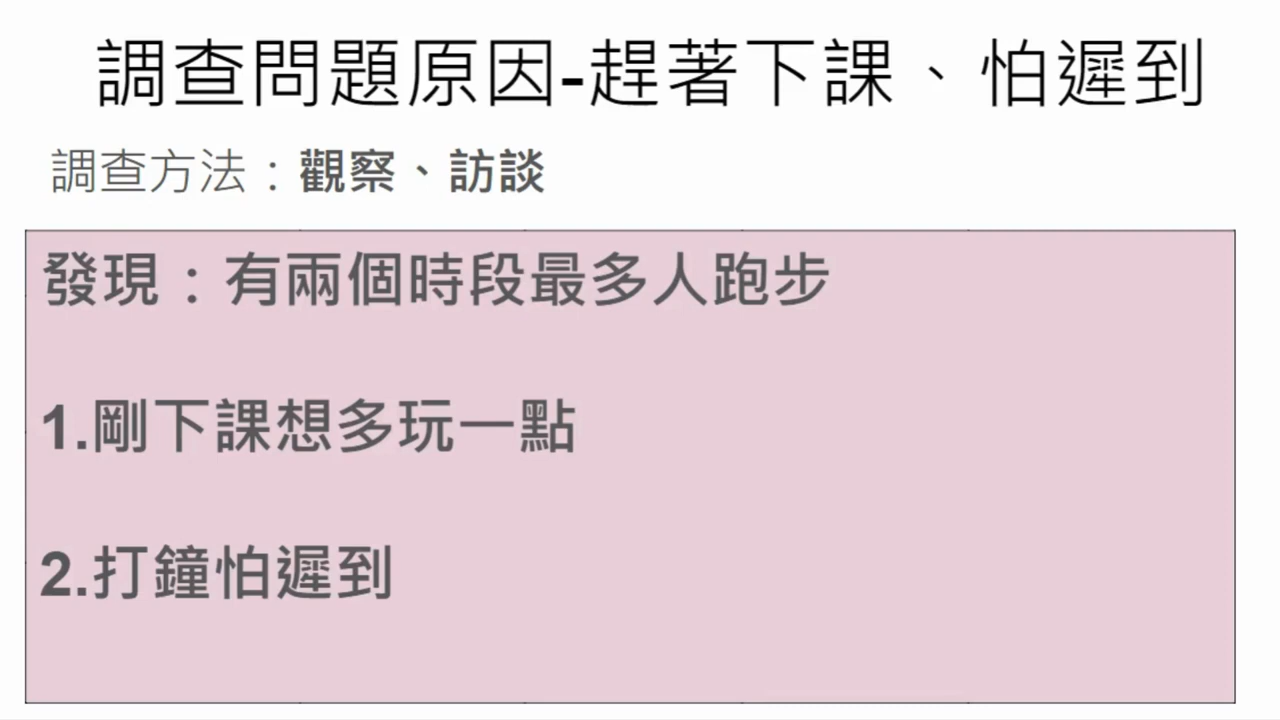 調查問題原因-趕著下課、怕遲到
調查方法：觀察、訪談
發現：有兩個時段最多人跑步
1.剛下課想多玩一點
2.打鐘怕遲到